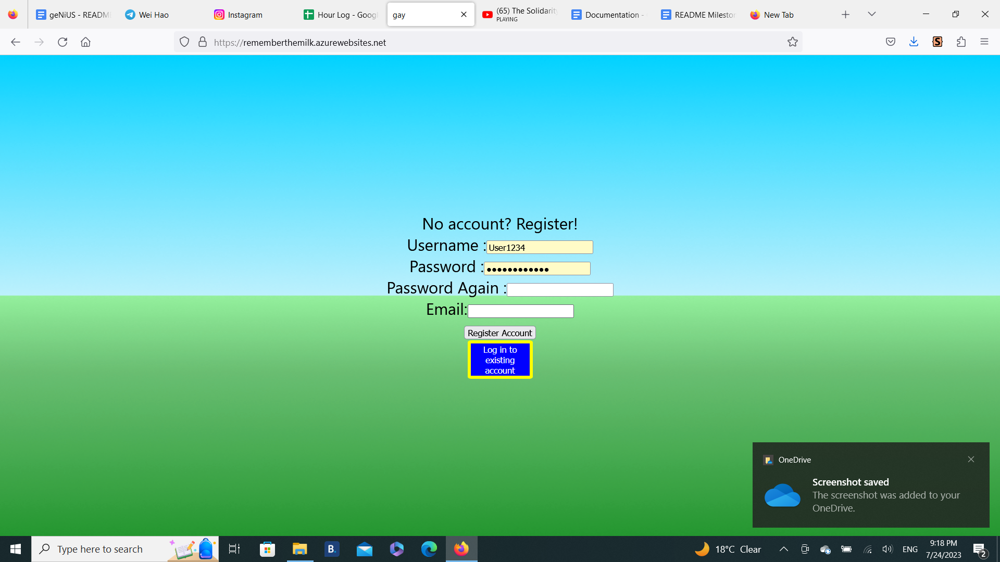 geNiUS - READM
Wei Hao
Instagram
Hour Log - Goog
gay
(65) The Solidarity
PLAYING
Documentation -
README Mileston
New Tab
https://rememberthemilk.azurewebsites.net
S
No account? Register!
Username :User1234
Password :••••••••••••
Password Again :
Email:
Register Account
Log in to
existing
account
OneDrive
Screenshot saved
The screenshot was added to your
OneDrive.
Type here to search
B.
18°C Clear
ENG
9:18 PM
7/24/2023
2